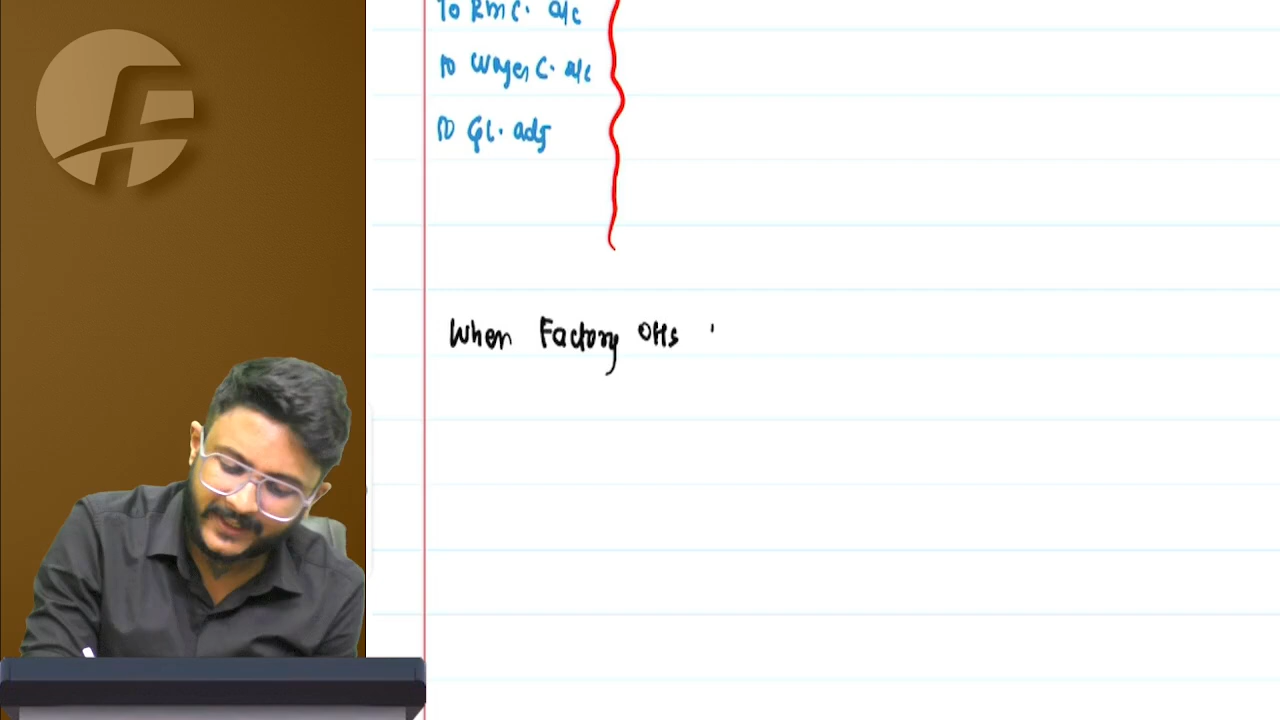 To RMC. a/c
To Wages C. a/c
To GL. adj
When Factory OHs